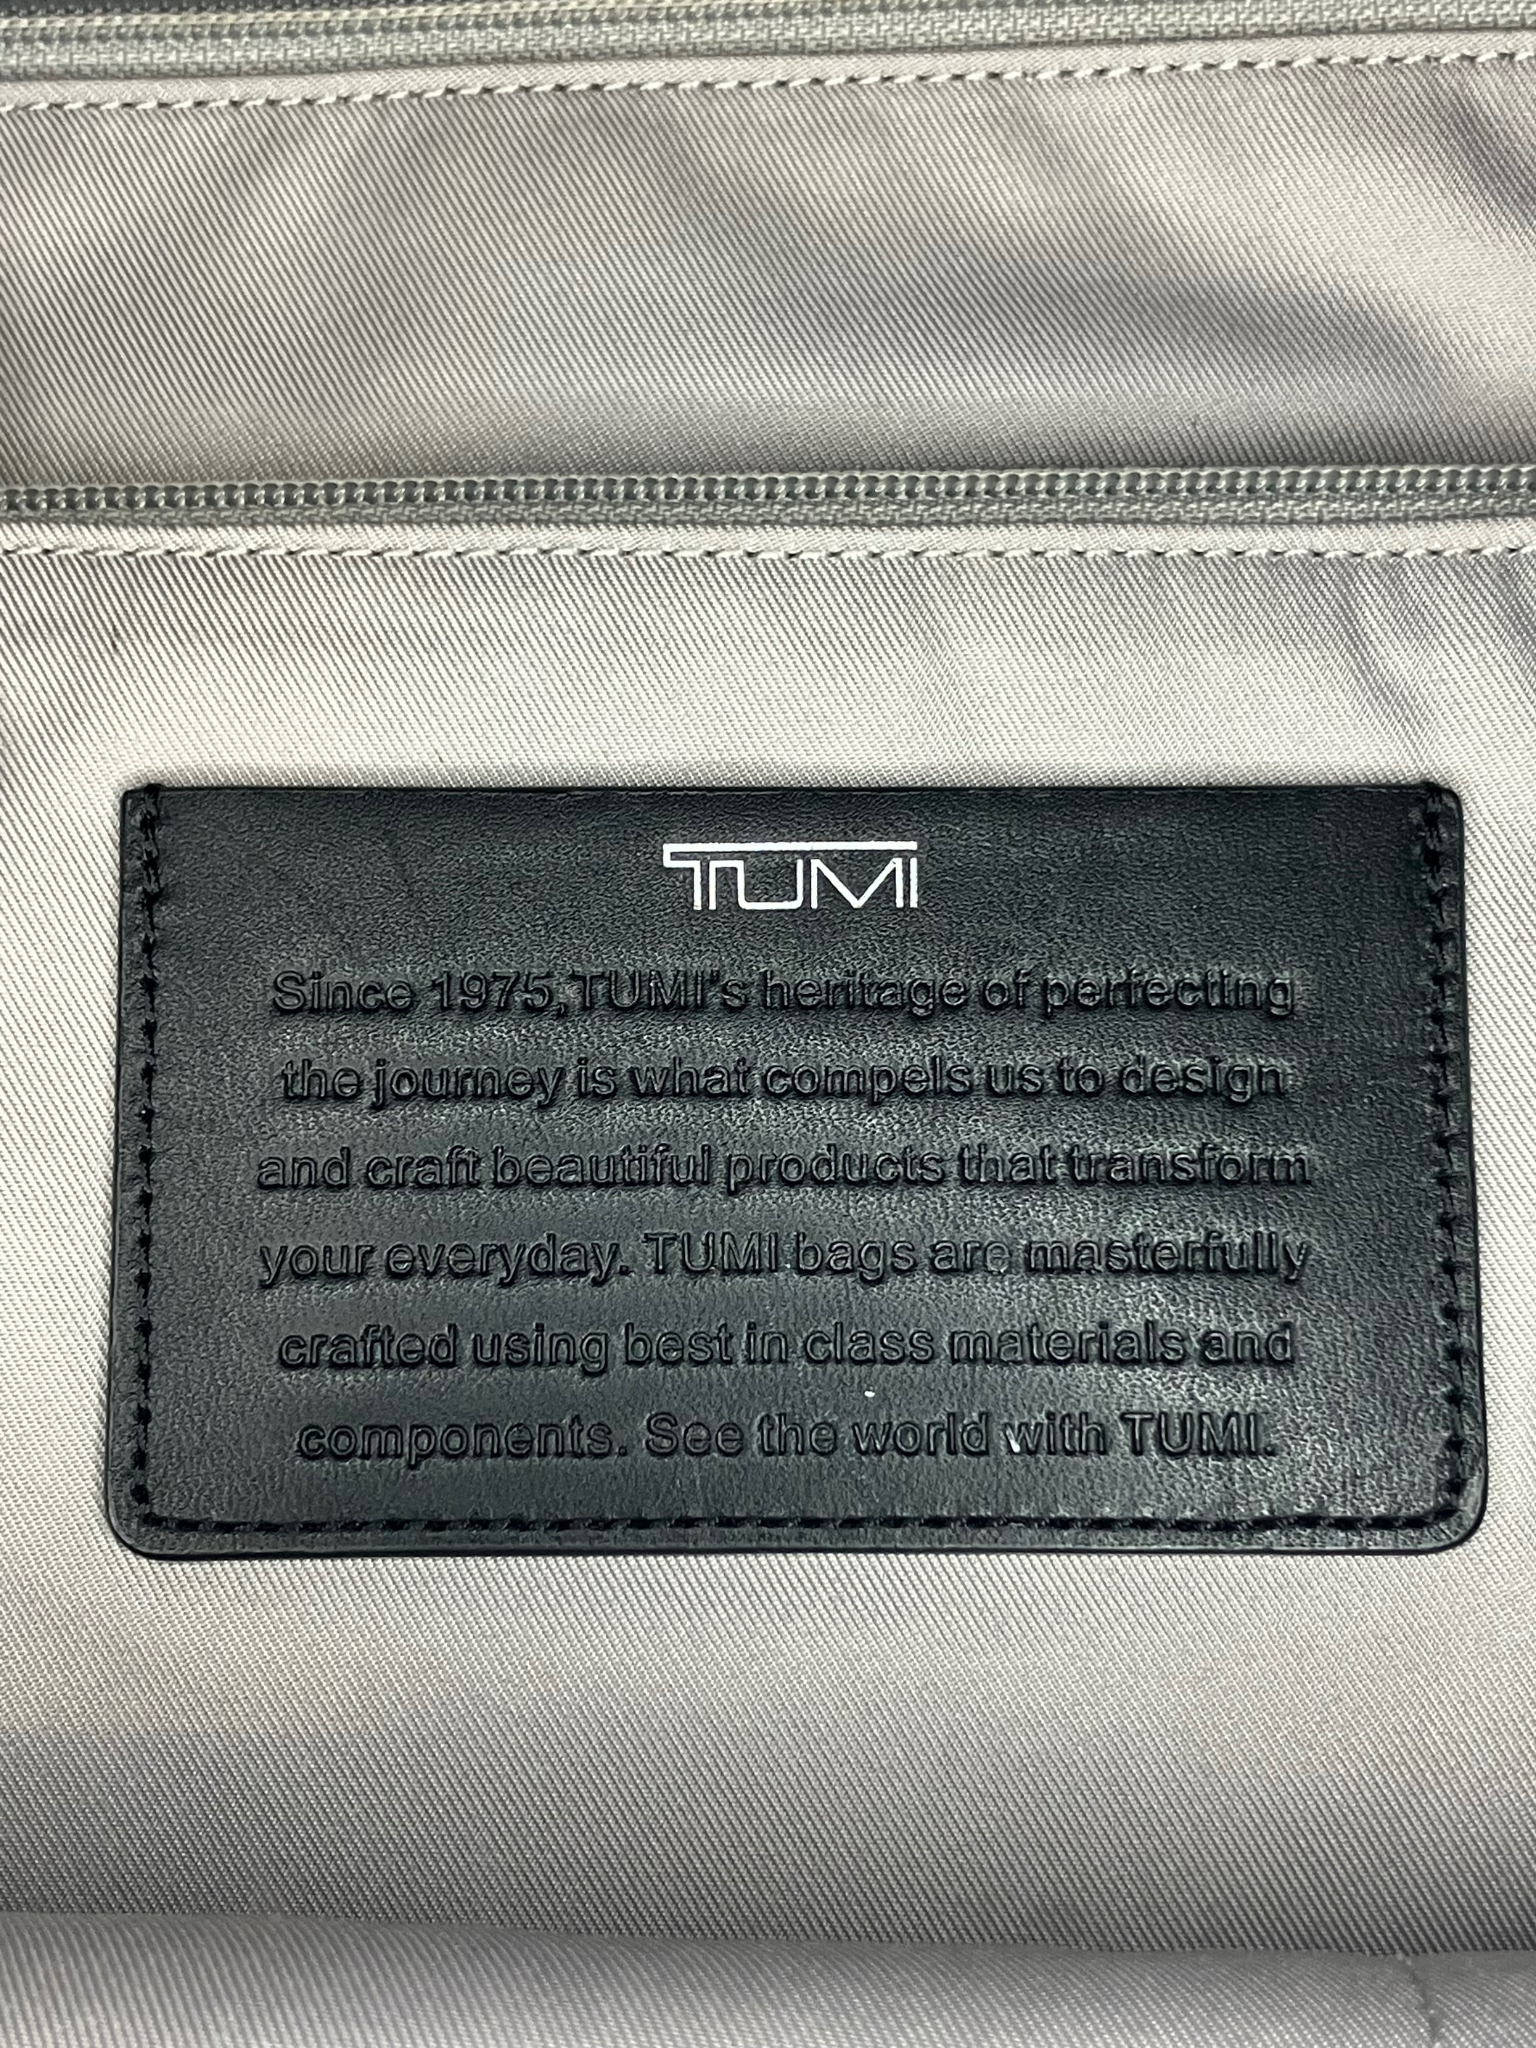 TUMI
Since 1975, TUMI's heritage of perfecting
the journey is what compels us to design
and craft beautiful products that transform
your everyday. TUMI bags are masterfully
crafted using best in class materials and
components. See the world with TUMI.